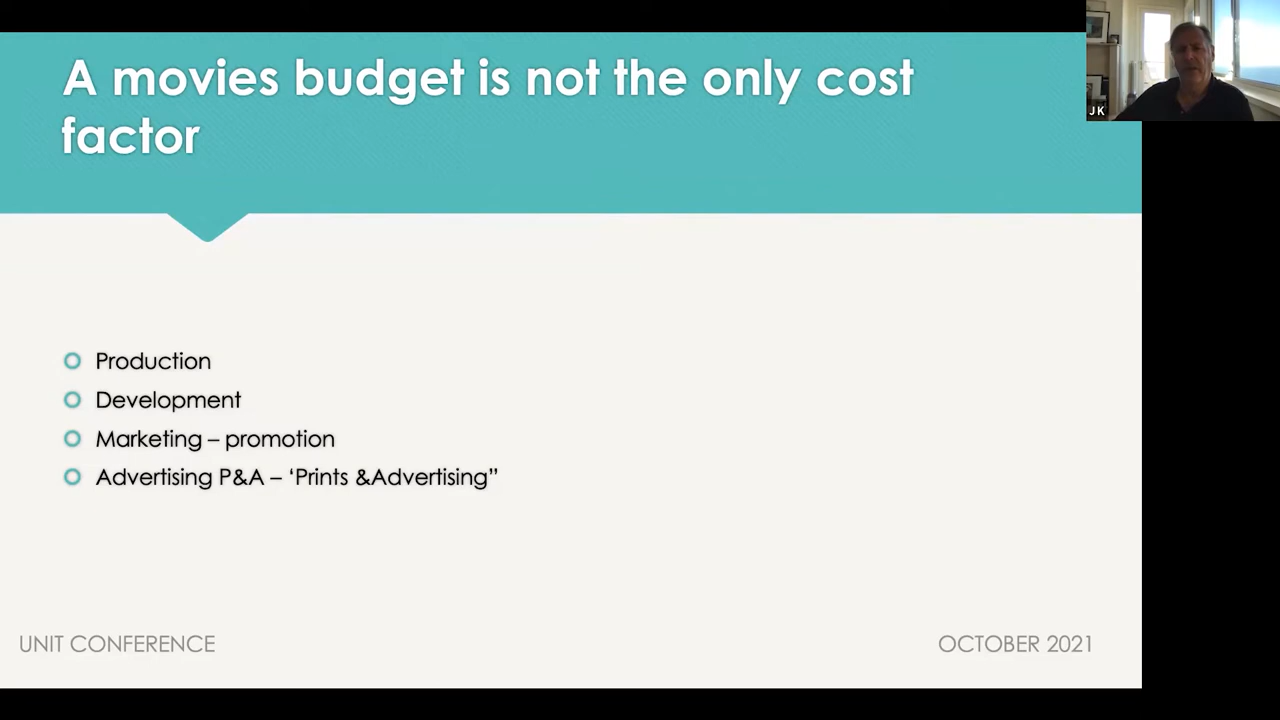 A movies budget is not the only cost
factor
JK
Production
Development
Marketing – promotion
Advertising P&A – ‘Prints &Advertising”
UNIT CONFERENCE
OCTOBER 2021